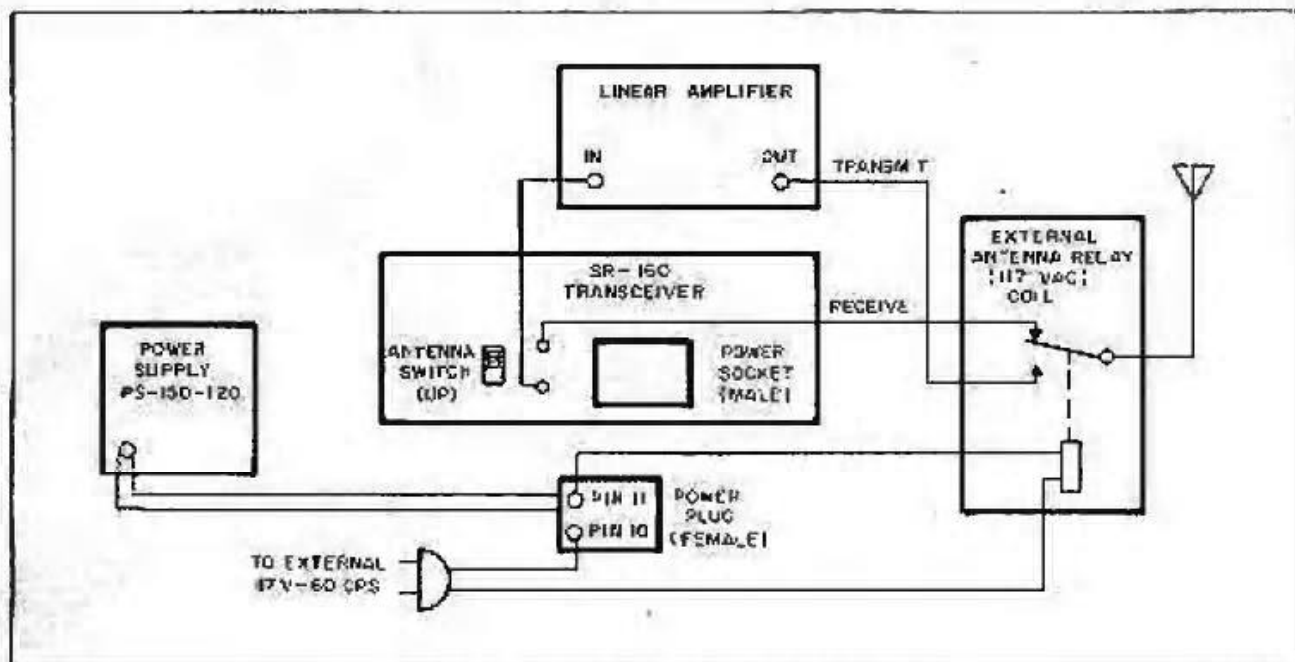 LINEAR AMPLIFIER
IN
OUT
TRANSMIT
EXTERNAL
ANTENNA RELAY
(117 VAC)
COIL
SR-160
TRANSCEIVER
RECEIVE
ANTENNA
SWITCH
(UP)
POWER
SOCKET
(MALE)
POWER
SUPPLY
PS-150-120
PIN 11
PIN 10
POWER
PLUG
(FEMALE)
TO EXTERNAL
117V-60 CPS